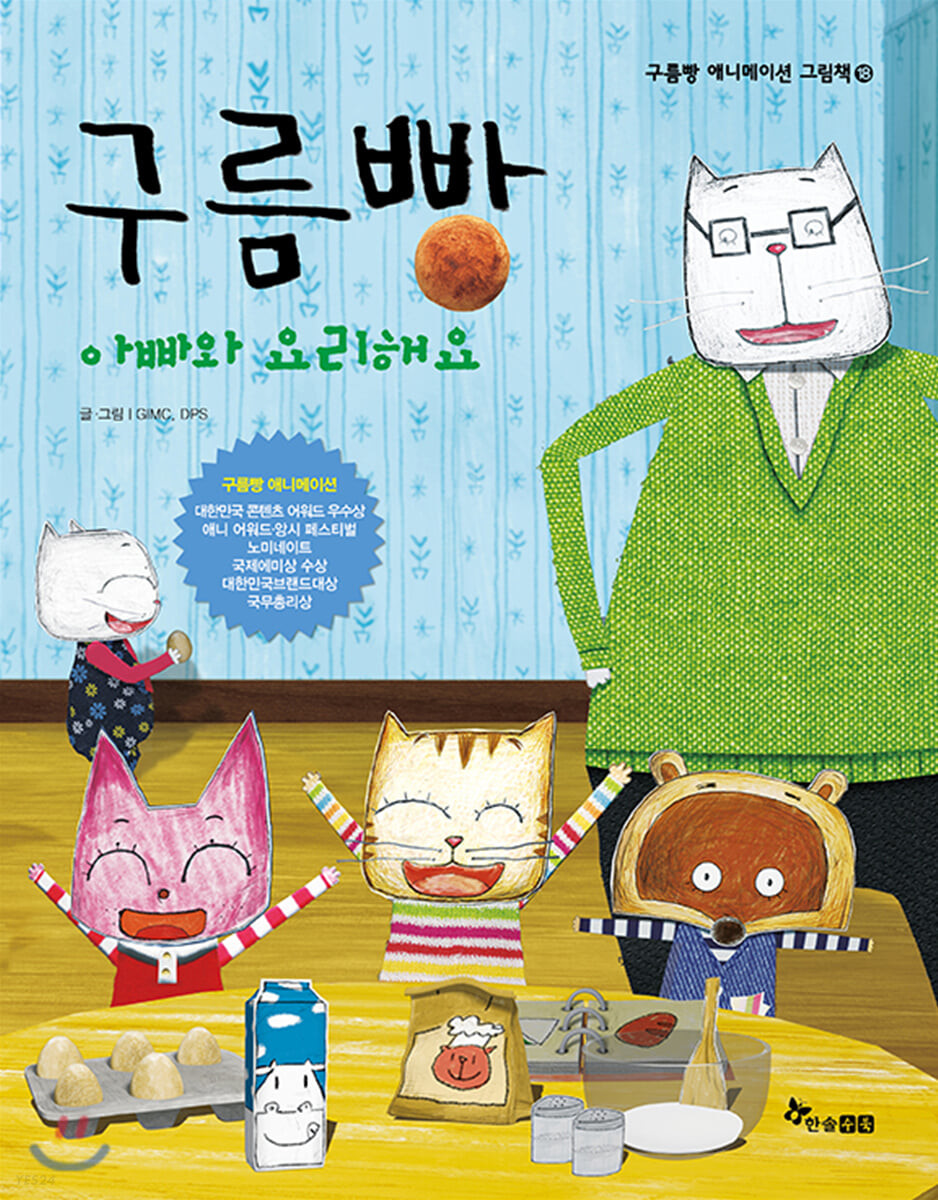 구름빵 애니메이션 그림책 18
구름빵
아빠와 요리해요
글·그림 | GIMC, DPS
구름빵 애니메이션
대한민국 콘텐츠 어워드 우수상
애니 어워드·앙시 페스티벌
노미네이트
국제에미상 수상
대한민국브랜드대상
국무총리상
한솔수북
YES24